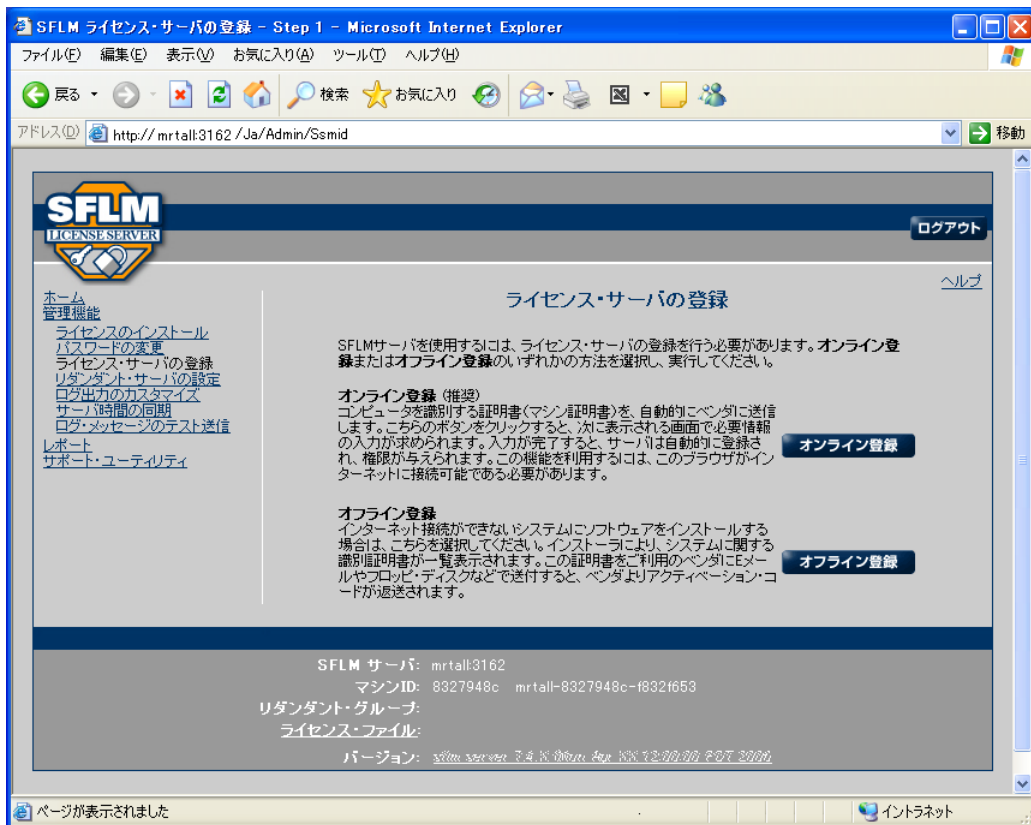 SFLM ライセンス・サーバの登録 - Step 1 - Microsoft Internet Explorer
ファイル(F) 編集(E) 表示(V) お気に入り(A) ツール(T) ヘルプ(H)
戻る 検索 お気に入り
アドレス(D) http://mrtall:3162/Ja/Admin/Ssmid 移動
SFLM
LICENSE SERVER
ログアウト
ヘルプ
ホーム
管理機能
ライセンスのインストール
パスワードの変更
ライセンス・サーバの登録
リダンダント・サーバの設定
ログ出力のカスタマイズ
サーバ時間の同期
ログ・メッセージのテスト送信
レポート
サポート・ユーティリティ
ライセンス・サーバの登録
SFLMサーバを使用するには、ライセンス・サーバの登録を行う必要があります。オンライン登
録またはオフライン登録のいずれかの方法を選択し、実行してください。
オンライン登録 (推奨)
コンピュータを識別する証明書(マシン証明書)を、自動的にベンダに送信
します。こちらのボタンをクリックすると、次に表示される画面で必要情報
の入力が求められます。入力が完了すると、サーバは自動的に登録さ
れ、権限が与えられます。この機能を利用するには、このブラウザがイン
ターネットに接続可能である必要があります。
オンライン登録
オフライン登録
インターネット接続ができないシステムにソフトウェアをインストールする
場合は、こちらを選択してください。インストーラにより、システムに関する
識別証明書が一覧表示されます。この証明書をご利用のベンダにEメー
ルやフロッピ・ディスクなどで送付すると、ベンダよりアクティベーション・コ
ードが返送されます。
オフライン登録
SFLM サーバ: mrtall:3162
マシンID: 8327948c mrtall-8327948c-f832f653
リダンダント・グループ:
ライセンス・ファイル:
バージョン: sflm server 7.4.X
ページが表示されました
イントラネット